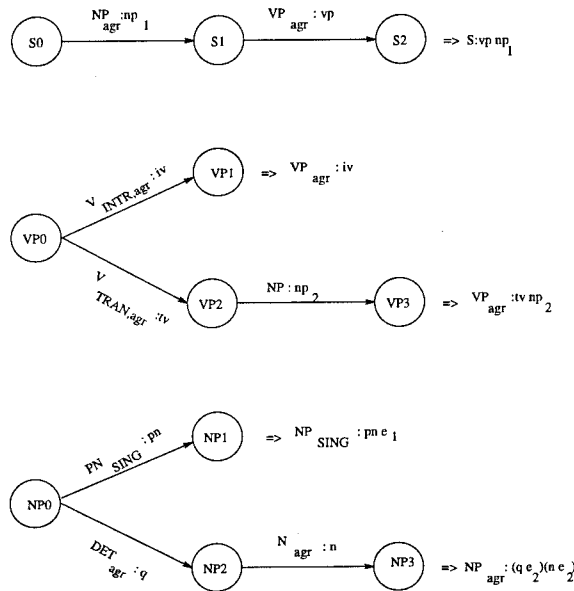 NP agr : np 1
VP agr : vp
S0
S1
S2
=> S:vp np 1
V INTR,agr : iv
VP1
=> VP agr : iv
VP0
V TRAN,agr : tv
VP2
NP : np 2
VP3
=> VP agr : tv np 2
PN SING : pn
NP1
=> NP SING : pn e 1
NP0
DET agr : q
NP2
N agr : n
NP3
=> NP agr : (q e 2)(n e 2)